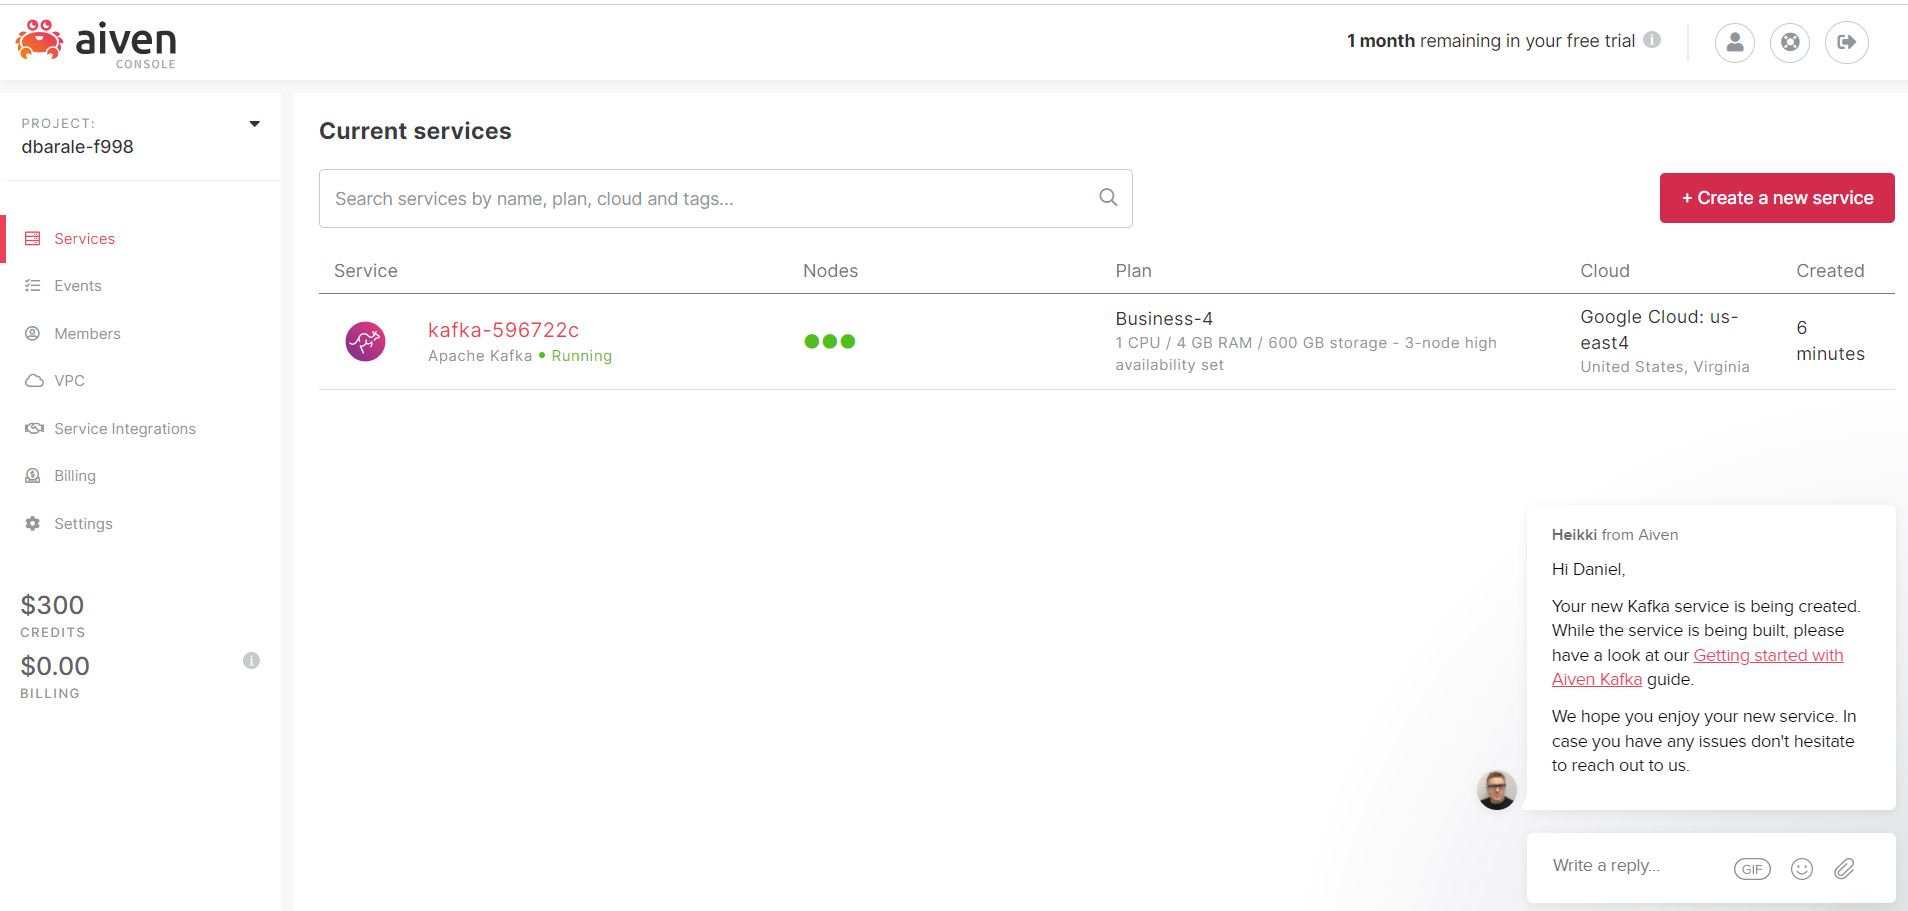 aiven
CONSOLE
1 month remaining in your free trial
PROJECT:
dbarale-f998
Services
Events
Members
VPC
Service Integrations
Billing
Settings
$300
CREDITS
$0.00
BILLING
Current services
Search services by name, plan, cloud and tags...
+ Create a new service
Service Nodes Plan Cloud Created
kafka-596722c
Apache Kafka • Running
Business-4
1 CPU / 4 GB RAM / 600 GB storage - 3-node high
availability set
Google Cloud: us-
east4
United States, Virginia
6
minutes
Heikki from Aiven
Hi Daniel,
Your new Kafka service is being created.
While the service is being built, please
have a look at our Getting started with
Aiven Kafka guide.
We hope you enjoy your new service. In
case you have any issues don't hesitate
to reach out to us.
Write a reply...
GIF